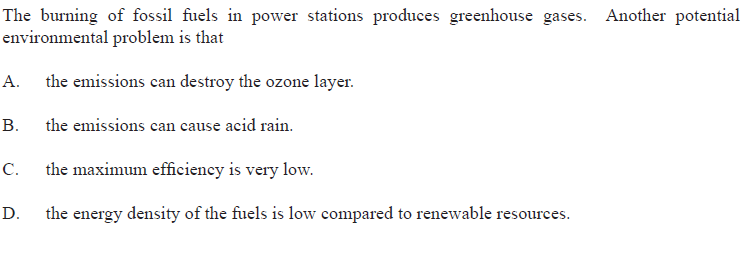 The burning of fossil fuels in power stations produces greenhouse gases. Another potential
environmental problem is that
A. the emissions can destroy the ozone layer.
B. the emissions can cause acid rain.
C. the maximum efficiency is very low.
D. the energy density of the fuels is low compared to renewable resources.